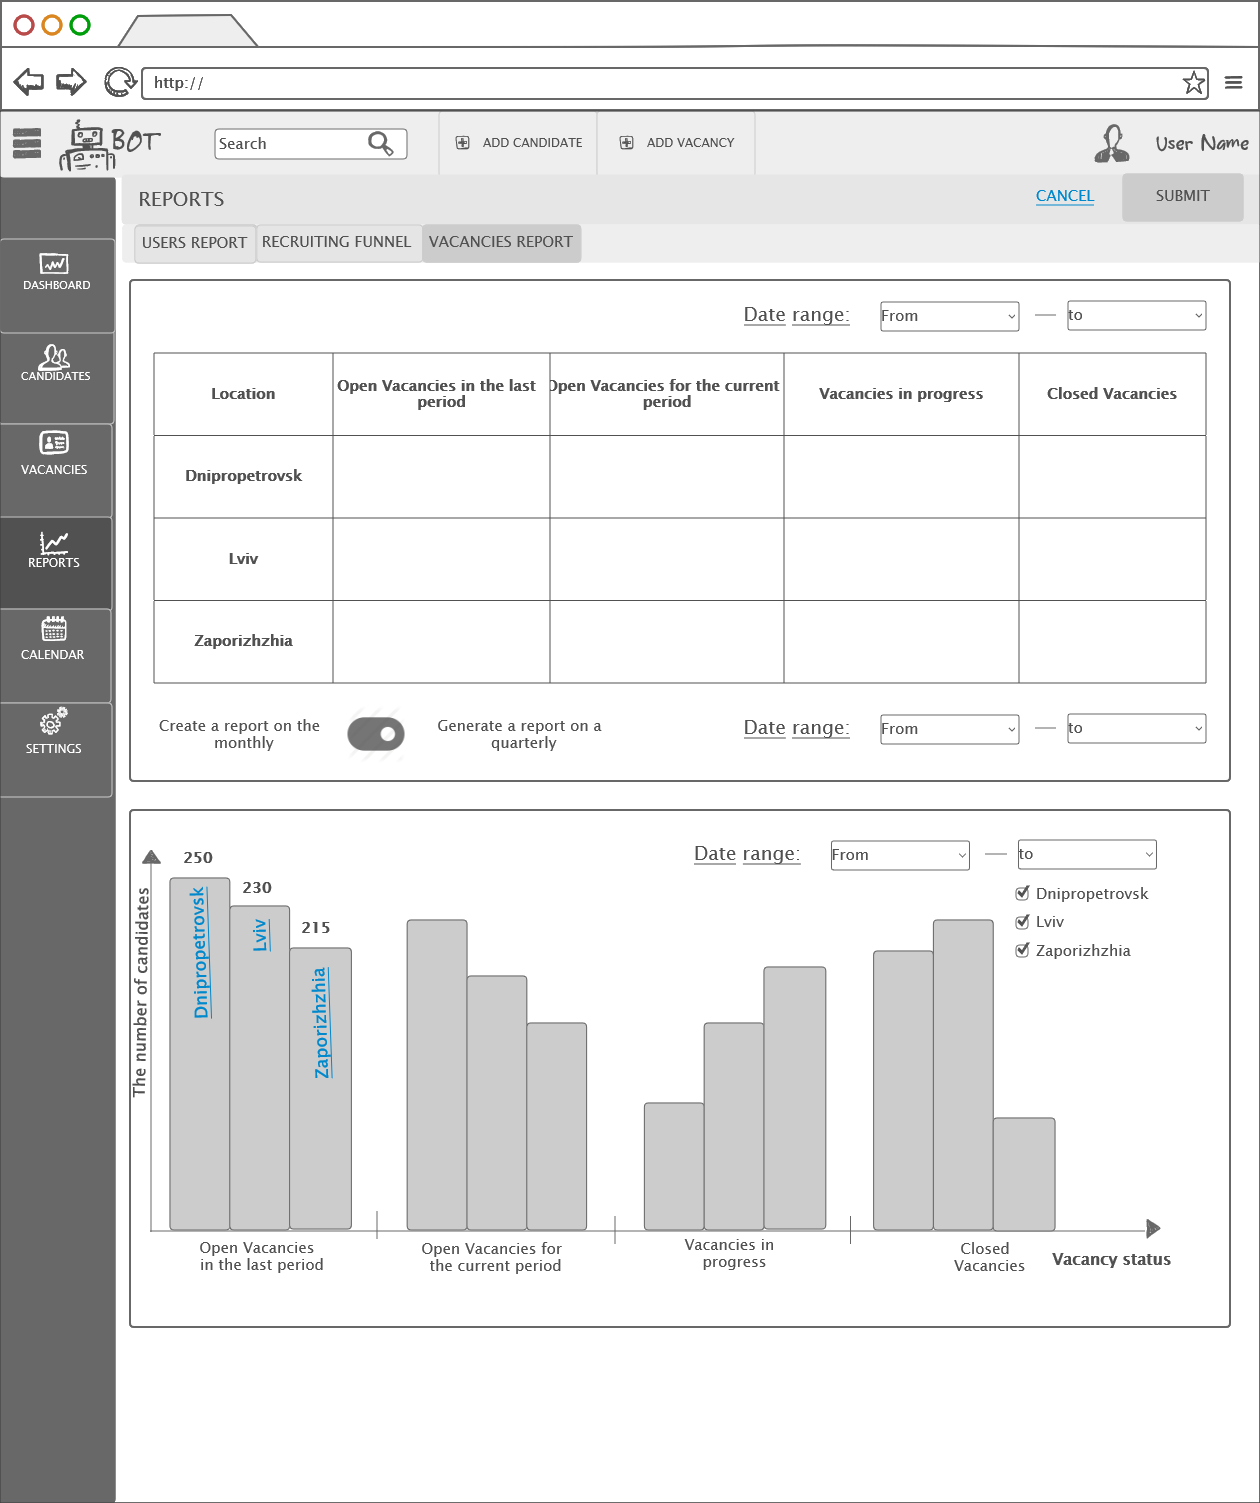 http://
BOT
Search
ADD CANDIDATE
ADD VACANCY
User Name
REPORTS
CANCEL
SUBMIT
USERS REPORT
RECRUITING FUNNEL
VACANCIES REPORT
DASHBOARD
CANDIDATES
VACANCIES
REPORTS
CALENDAR
SETTINGS
Date range:
From
to
Location
Open Vacancies in the last
period
Open Vacancies for the current
period
Vacancies in progress
Closed Vacancies
Dnipropetrovsk
Lviv
Zaporizhzhia
Create a report on the
monthly
Generate a report on a
quarterly
Date range:
From
to
Date range:
From
to
Dnipropetrovsk
Lviv
Zaporizhzhia
The number of candidates
250
230
215
Dnipropetrovsk
Lviv
Zaporizhzhia
Open Vacancies
in the last period
Open Vacancies for
the current period
Vacancies in
progress
Closed
Vacancies
Vacancy status